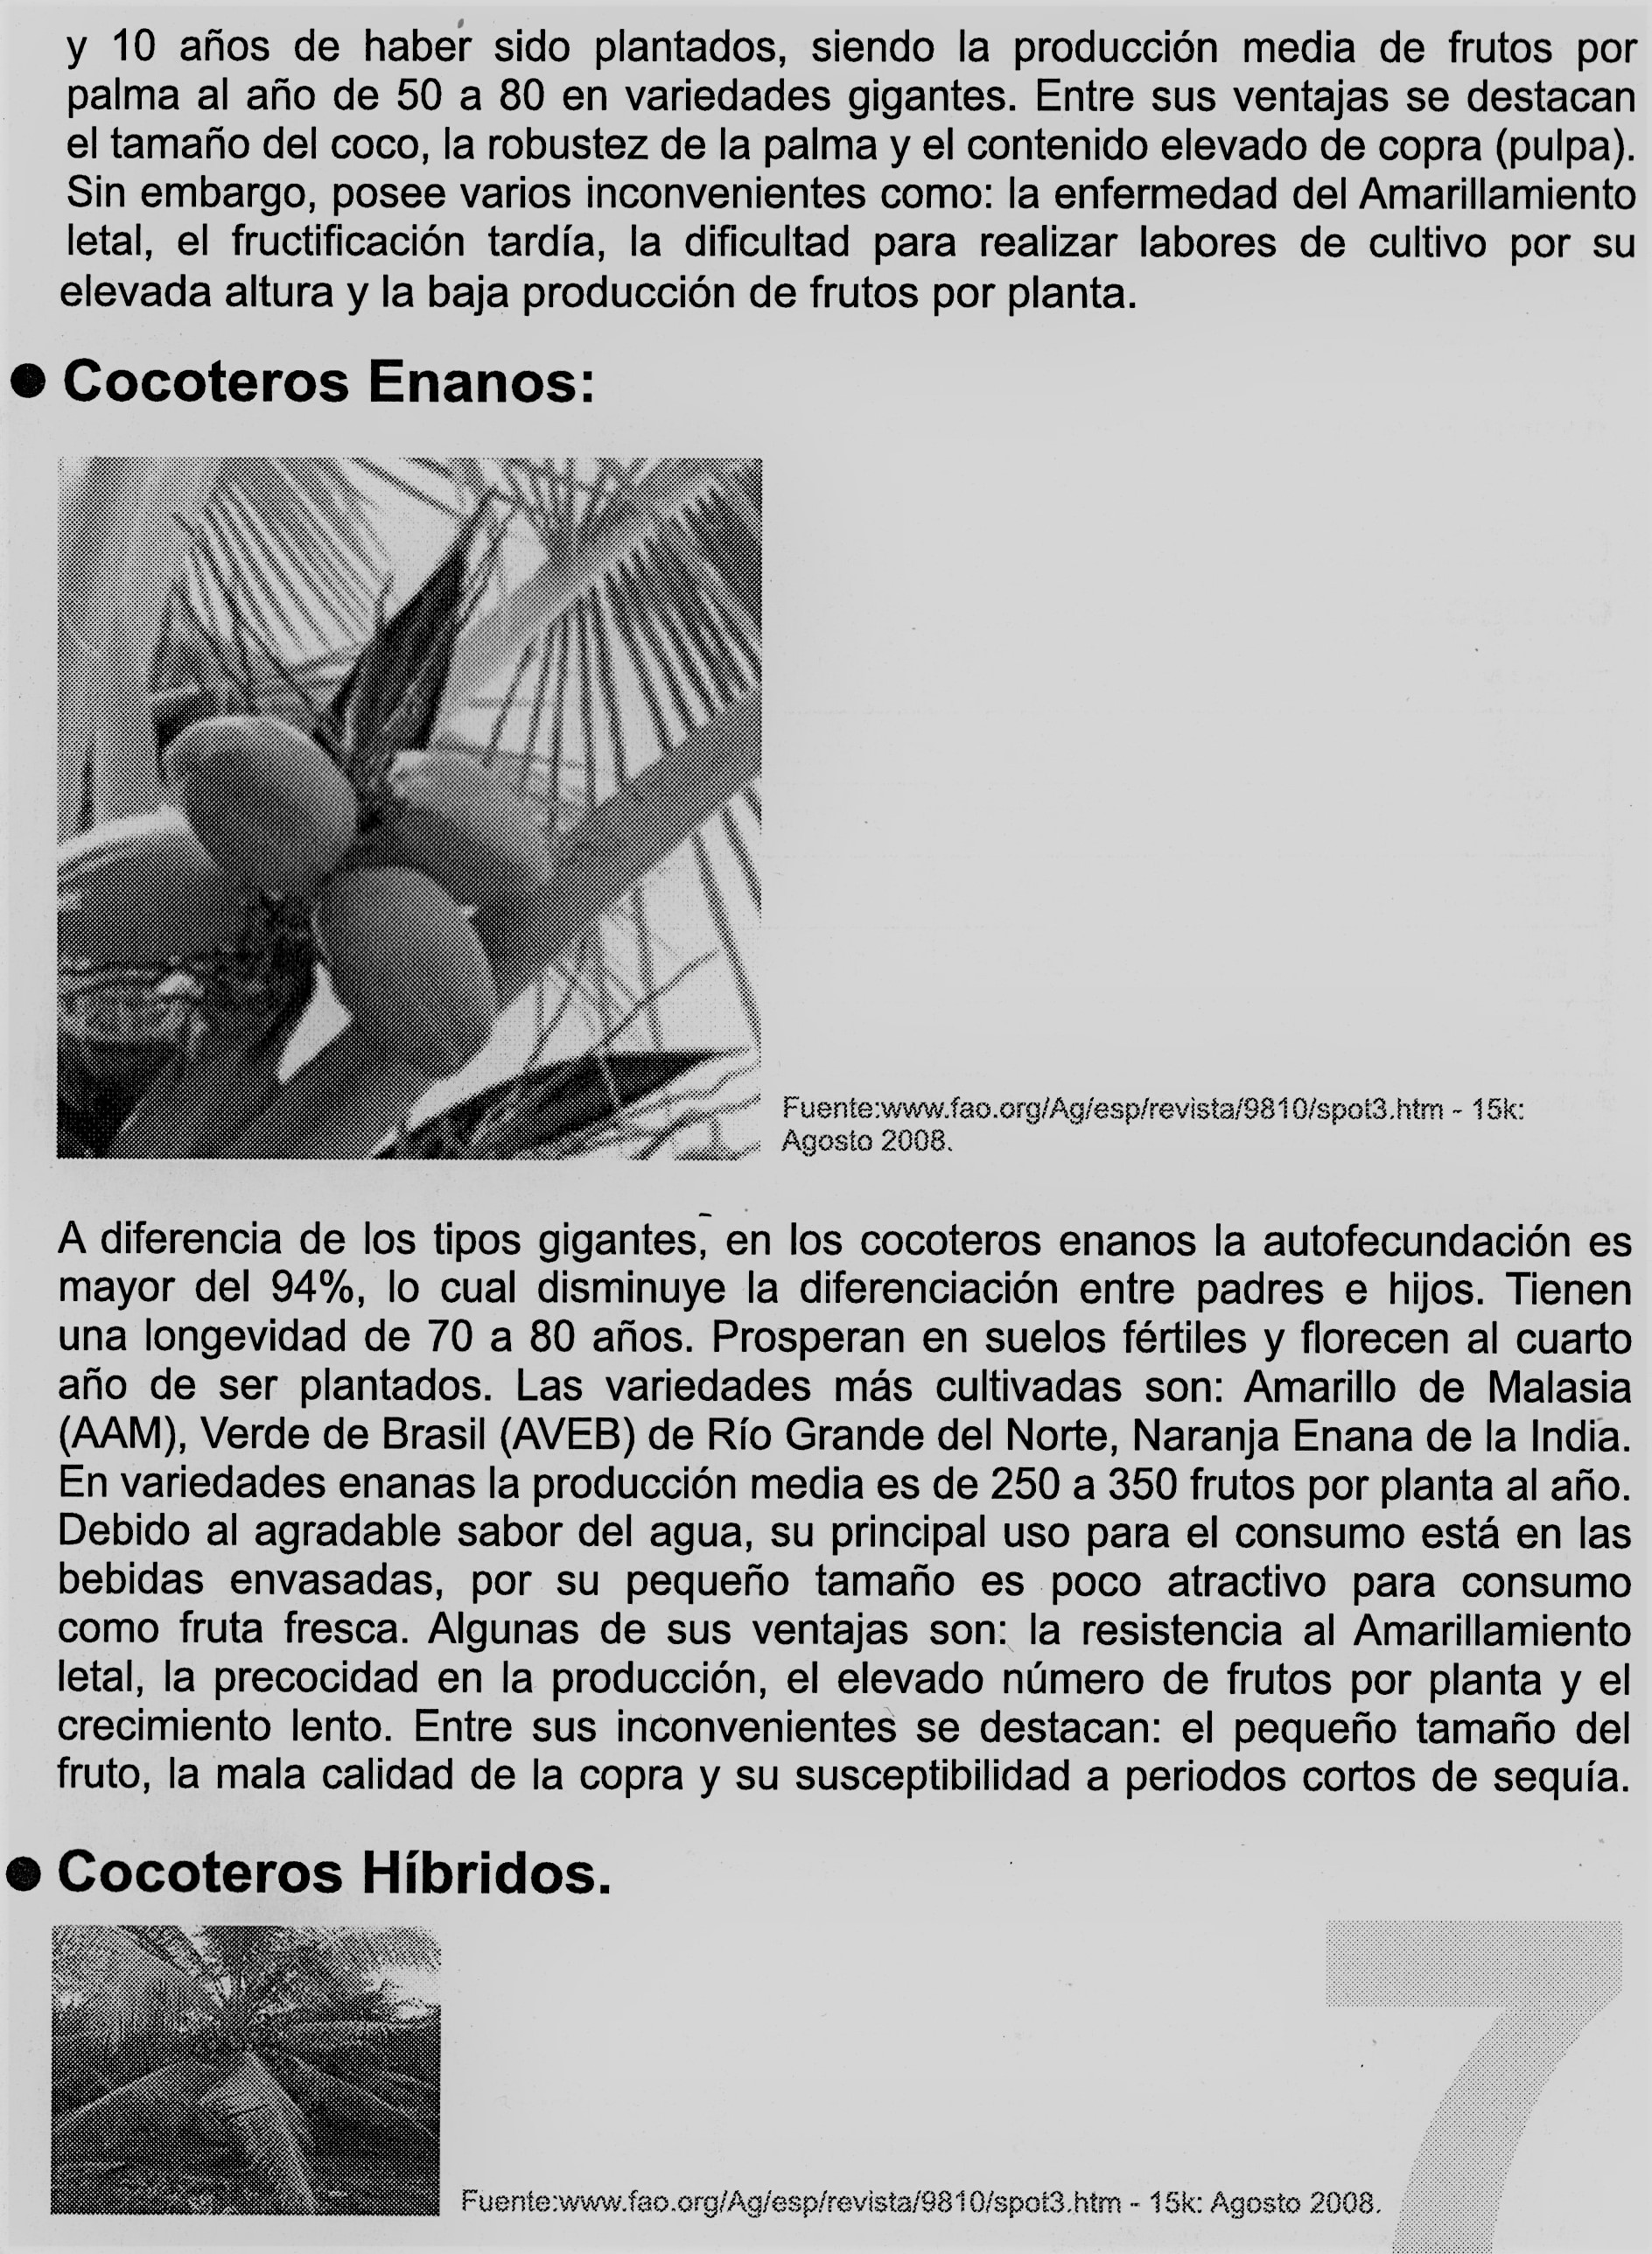 y 10 años de haber sido plantados, siendo la producción media de frutos por
palma al año de 50 a 80 en variedades gigantes. Entre sus ventajas se destacan
el tamaño del coco, la robustez de la palma y el contenido elevado de copra (pulpa).
Sin embargo, posee varios inconvenientes como: la enfermedad del Amarillamiento
letal, el fructificación tardía, la dificultad para realizar labores de cultivo por su
elevada altura y la baja producción de frutos por planta.
● Cocoteros Enanos:
Fuente:www.fao.org/Ag/esp/revista/9810/spot3.htm - 15k:
Agosto 2008.
A diferencia de los tipos gigantes, en los cocoteros enanos la autofecundación es
mayor del 94%, lo cual disminuye la diferenciación entre padres e hijos. Tienen
una longevidad de 70 a 80 años. Prosperan en suelos fértiles y florecen al cuarto
año de ser plantados. Las variedades más cultivadas son: Amarillo de Malasia
(AAM), Verde de Brasil (AVEB) de Río Grande del Norte, Naranja Enana de la India.
En variedades enanas la producción media es de 250 a 350 frutos por planta al año.
Debido al agradable sabor del agua, su principal uso para el consumo está en las
bebidas envasadas, por su pequeño tamaño es poco atractivo para consumo
como fruta fresca. Algunas de sus ventajas son: la resistencia al Amarillamiento
letal, la precocidad en la producción, el elevado número de frutos por planta y el
crecimiento lento. Entre sus inconvenientes se destacan: el pequeño tamaño del
fruto, la mala calidad de la copra y su susceptibilidad a periodos cortos de sequía.
● Cocoteros Híbridos.
Fuente:www.fao.org/Ag/esp/revista/9810/spot3.htm - 15k: Agosto 2008.
7